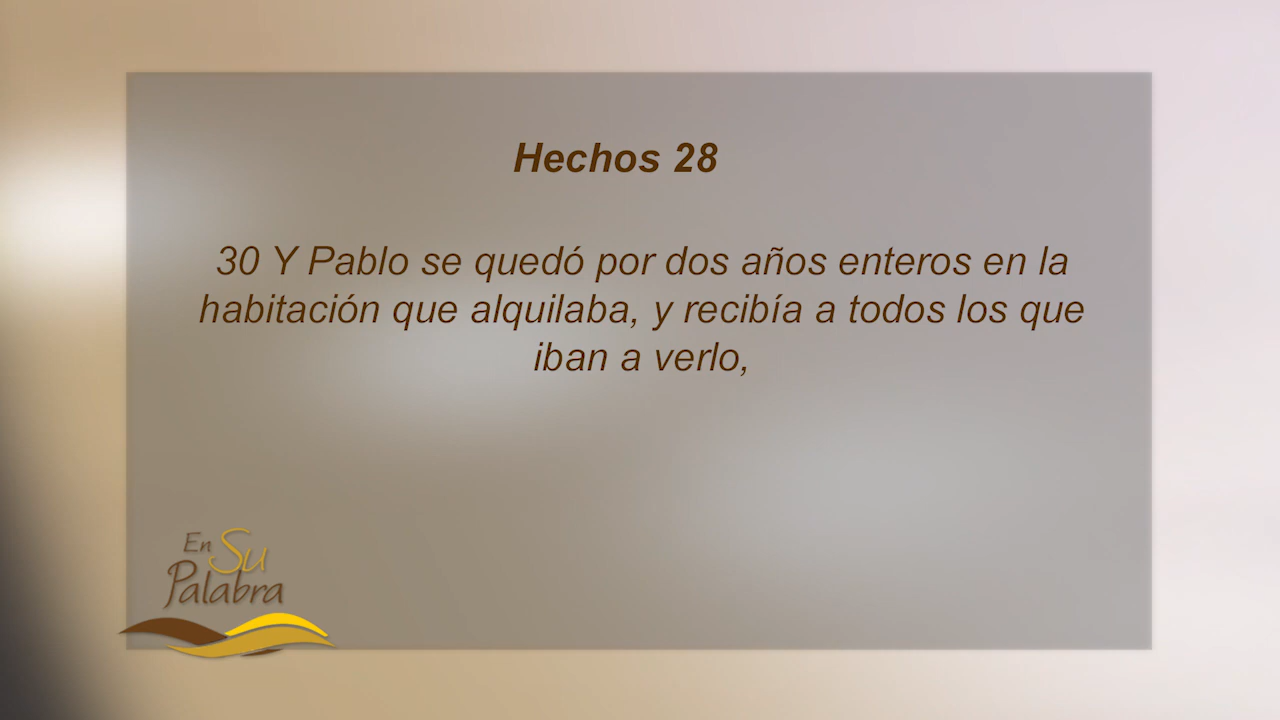 Hechos 28
30 Y Pablo se quedó por dos años enteros en la
habitación que alquilaba, y recibía a todos los que
iban a verlo,
En Su
Palabra